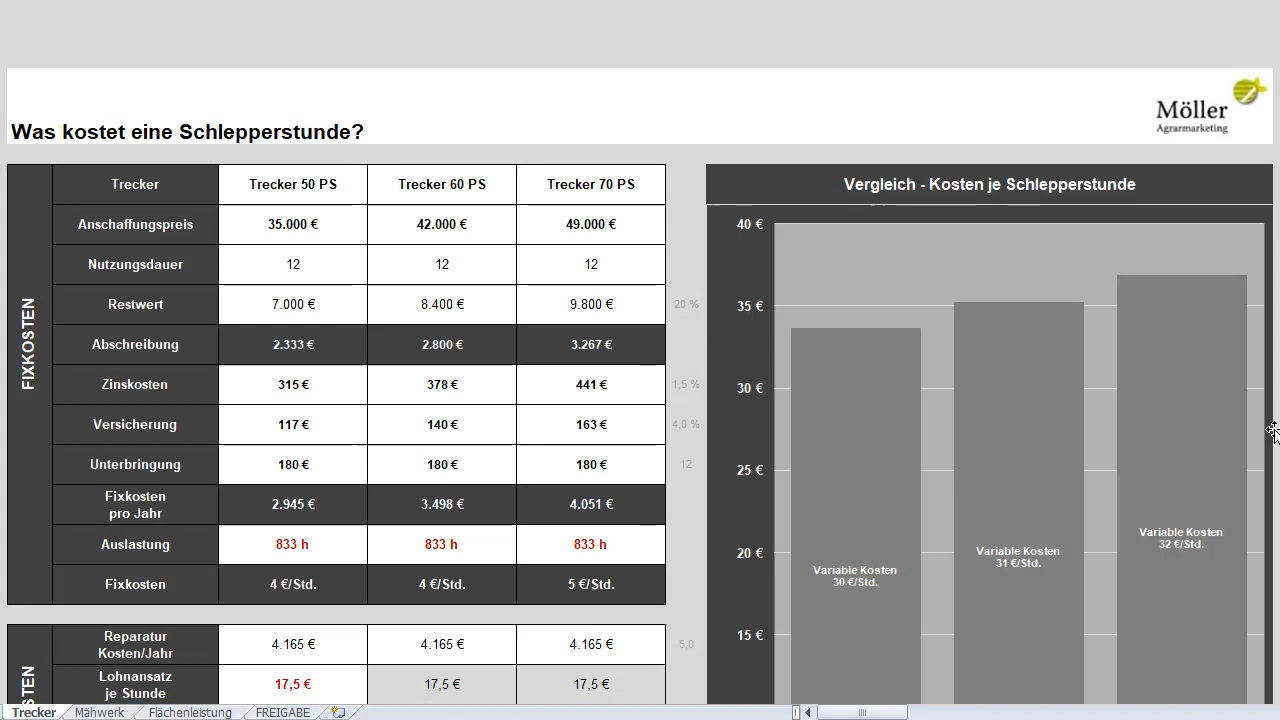 Möller
Agrarmarketing
Was kostet eine Schlepperstunde?
FIXKOSTEN
Trecker Trecker 50 PS Trecker 60 PS Trecker 70 PS
Anschaffungspreis 35.000 € 42.000 € 49.000 €
Nutzungsdauer 12 12 12
Restwert 7.000 € 8.400 € 9.800 € 20 %
Abschreibung 2.333 € 2.800 € 3.267 €
Zinskosten 315 € 378 € 441 € 1,5 %
Versicherung 117 € 140 € 163 € 4,0 %
Unterbringung 180 € 180 € 180 € 12
Fixkosten
pro Jahr 2.945 € 3.498 € 4.051 €
Auslastung 833 h 833 h 833 h
Fixkosten 4 €/Std. 4 €/Std. 5 €/Std.
STEN
Reparatur
Kosten/Jahr 4.165 € 4.165 € 4.165 € 5,0
Lohnansatz
je Stunde 17,5 € 17,5 € 17,5 €
Vergleich - Kosten je Schlepperstunde
40 €
35 €
30 €
25 €
20 €
15 €
Variable Kosten
30 €/Std.
Variable Kosten
31 €/Std.
Variable Kosten
32 €/Std.
Trecker Mähwerk Flächenleistung FREIGABE